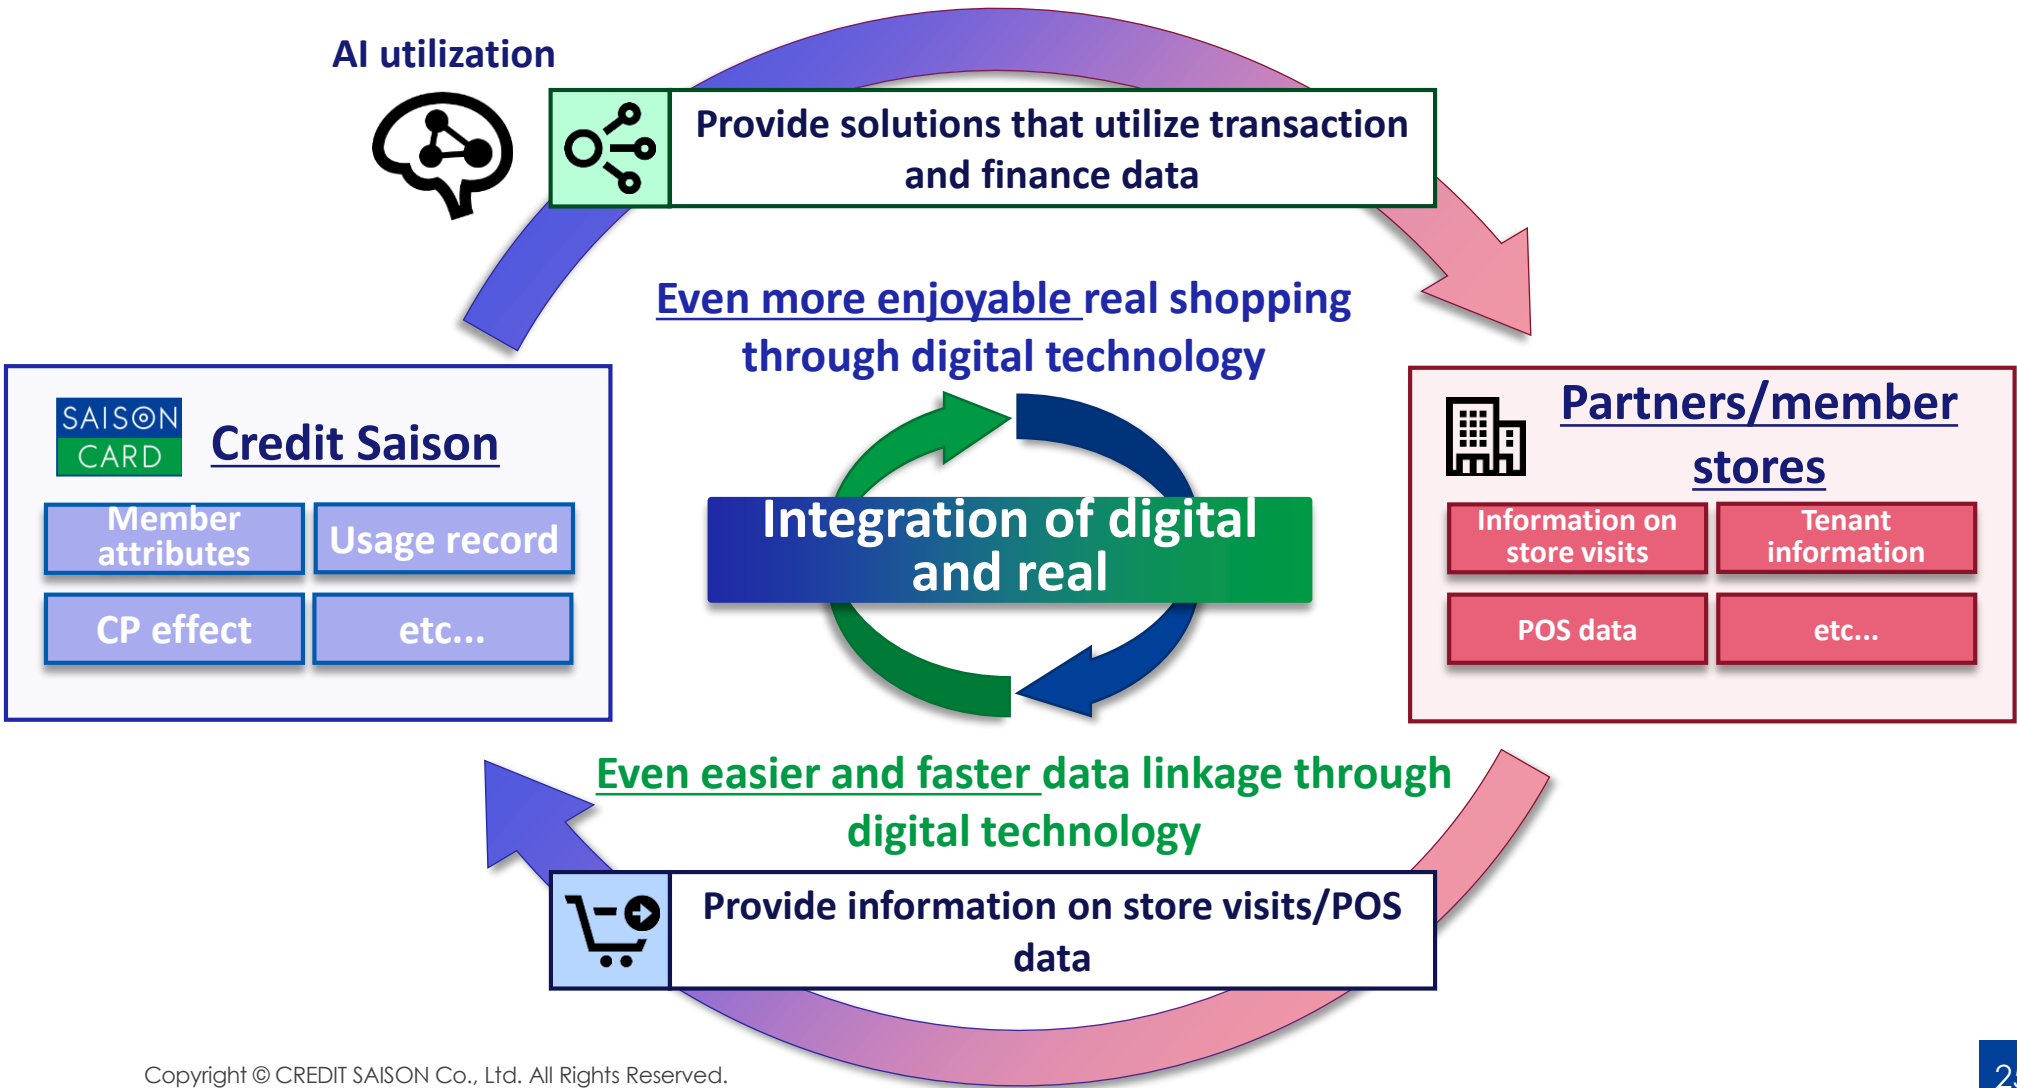 AI utilization
Provide solutions that utilize transaction
and finance data
Even more enjoyable real shopping
through digital technology
SAISON
CARD
Credit Saison
Member
attributes
Usage record
CP effect
etc...
Integration of digital
and real
Partners/member
stores
Information on
store visits
Tenant
information
POS data
etc...
Even easier and faster data linkage through
digital technology
Provide information on store visits/POS
data
Copyright © CREDIT SAISON Co., Ltd. All Rights Reserved.